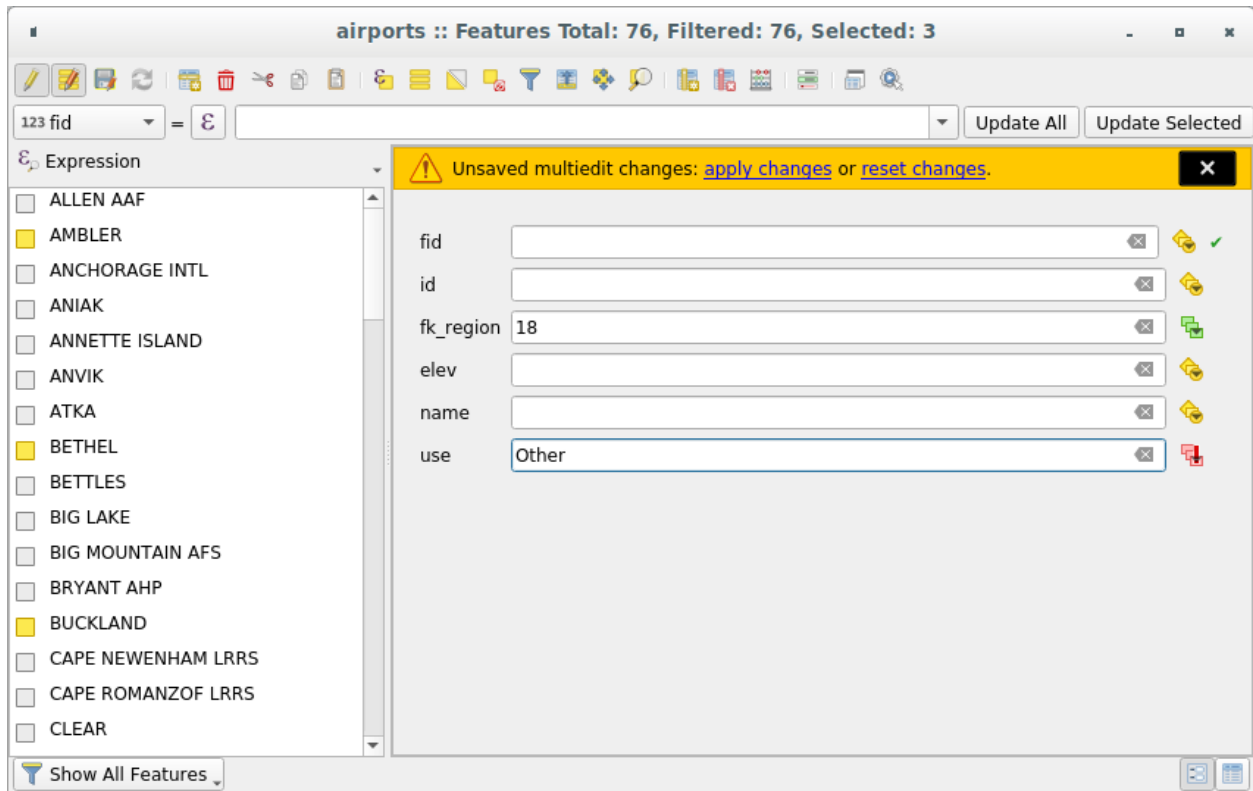 airports :: Features Total: 76, Filtered: 76, Selected: 3
123 fid = ε Update All Update Selected
ε Expression
Unsaved multiedit changes: apply changes or reset changes.
ALLEN AAF
AMBLER
ANCHORAGE INTL
ANIAK
ANNETTE ISLAND
ANVIK
ATKA
BETHEL
BETTLES
BIG LAKE
BIG MOUNTAIN AFS
BRYANT AHP
BUCKLAND
CAPE NEWENHAM LRRS
CAPE ROMANZOF LRRS
CLEAR
fid
id
fk_region 18
elev
name
use Other
Show All Features